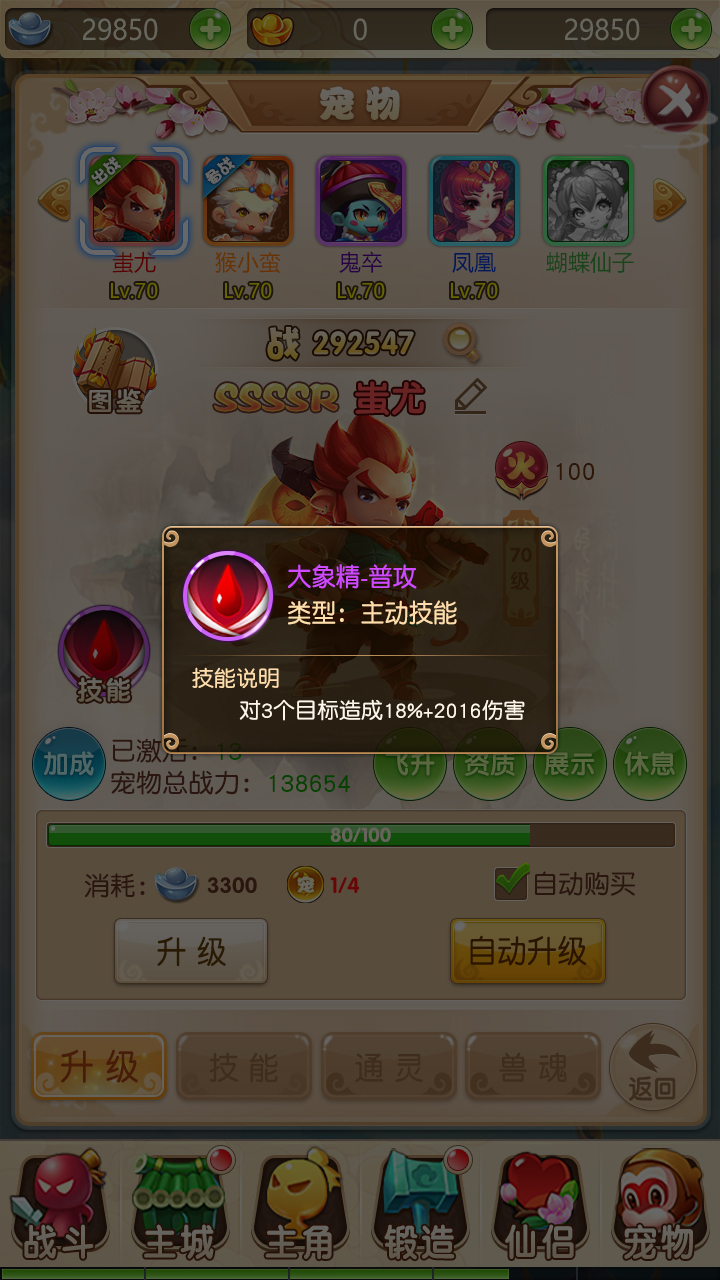 29850
0
29850
宠物
出战
备战
蚩尤
猴小蛮
鬼卒
凤凰
蝴蝶仙子
Lv.70
Lv.70
Lv.70
Lv.70
战 292547
图鉴
SSSSR 蚩尤
火 100
70级
大象精-普攻
类型：主动技能
技能说明
对3个目标造成18%+2016伤害
技能
加成
已激活：13
宠物总战力：138654
飞升
资质
展示
休息
80/100
消耗：3300
宠 1/4
自动购买
升级
自动升级
升级
技能
通灵
兽魂
返回
战斗
主城
主角
锻造
仙侣
宠物